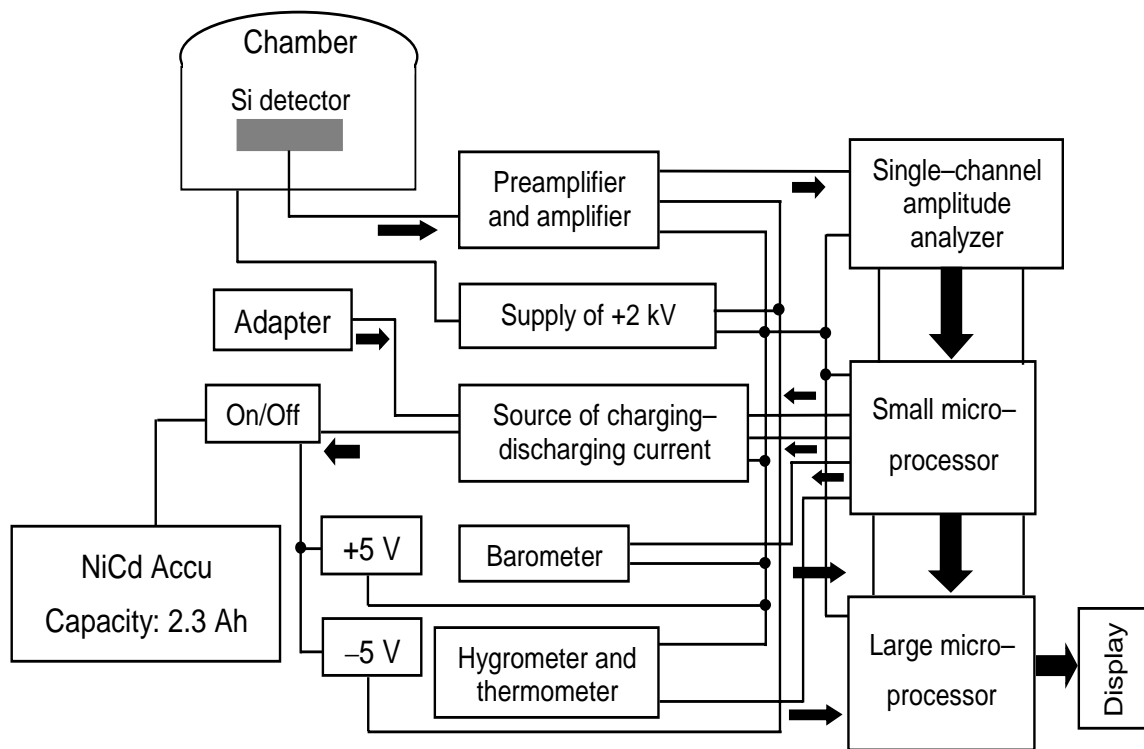 Chamber
Si detector
Preamplifier
and amplifier
Single–channel
amplitude
analyzer
Adapter
Supply of +2 kV
On/Off
Source of charging–
discharging current
Small micro–
processor
NiCd Accu
Capacity: 2.3 Ah
+5 V
Barometer
−5 V
Hygrometer and
thermometer
Large micro–
processor
Display